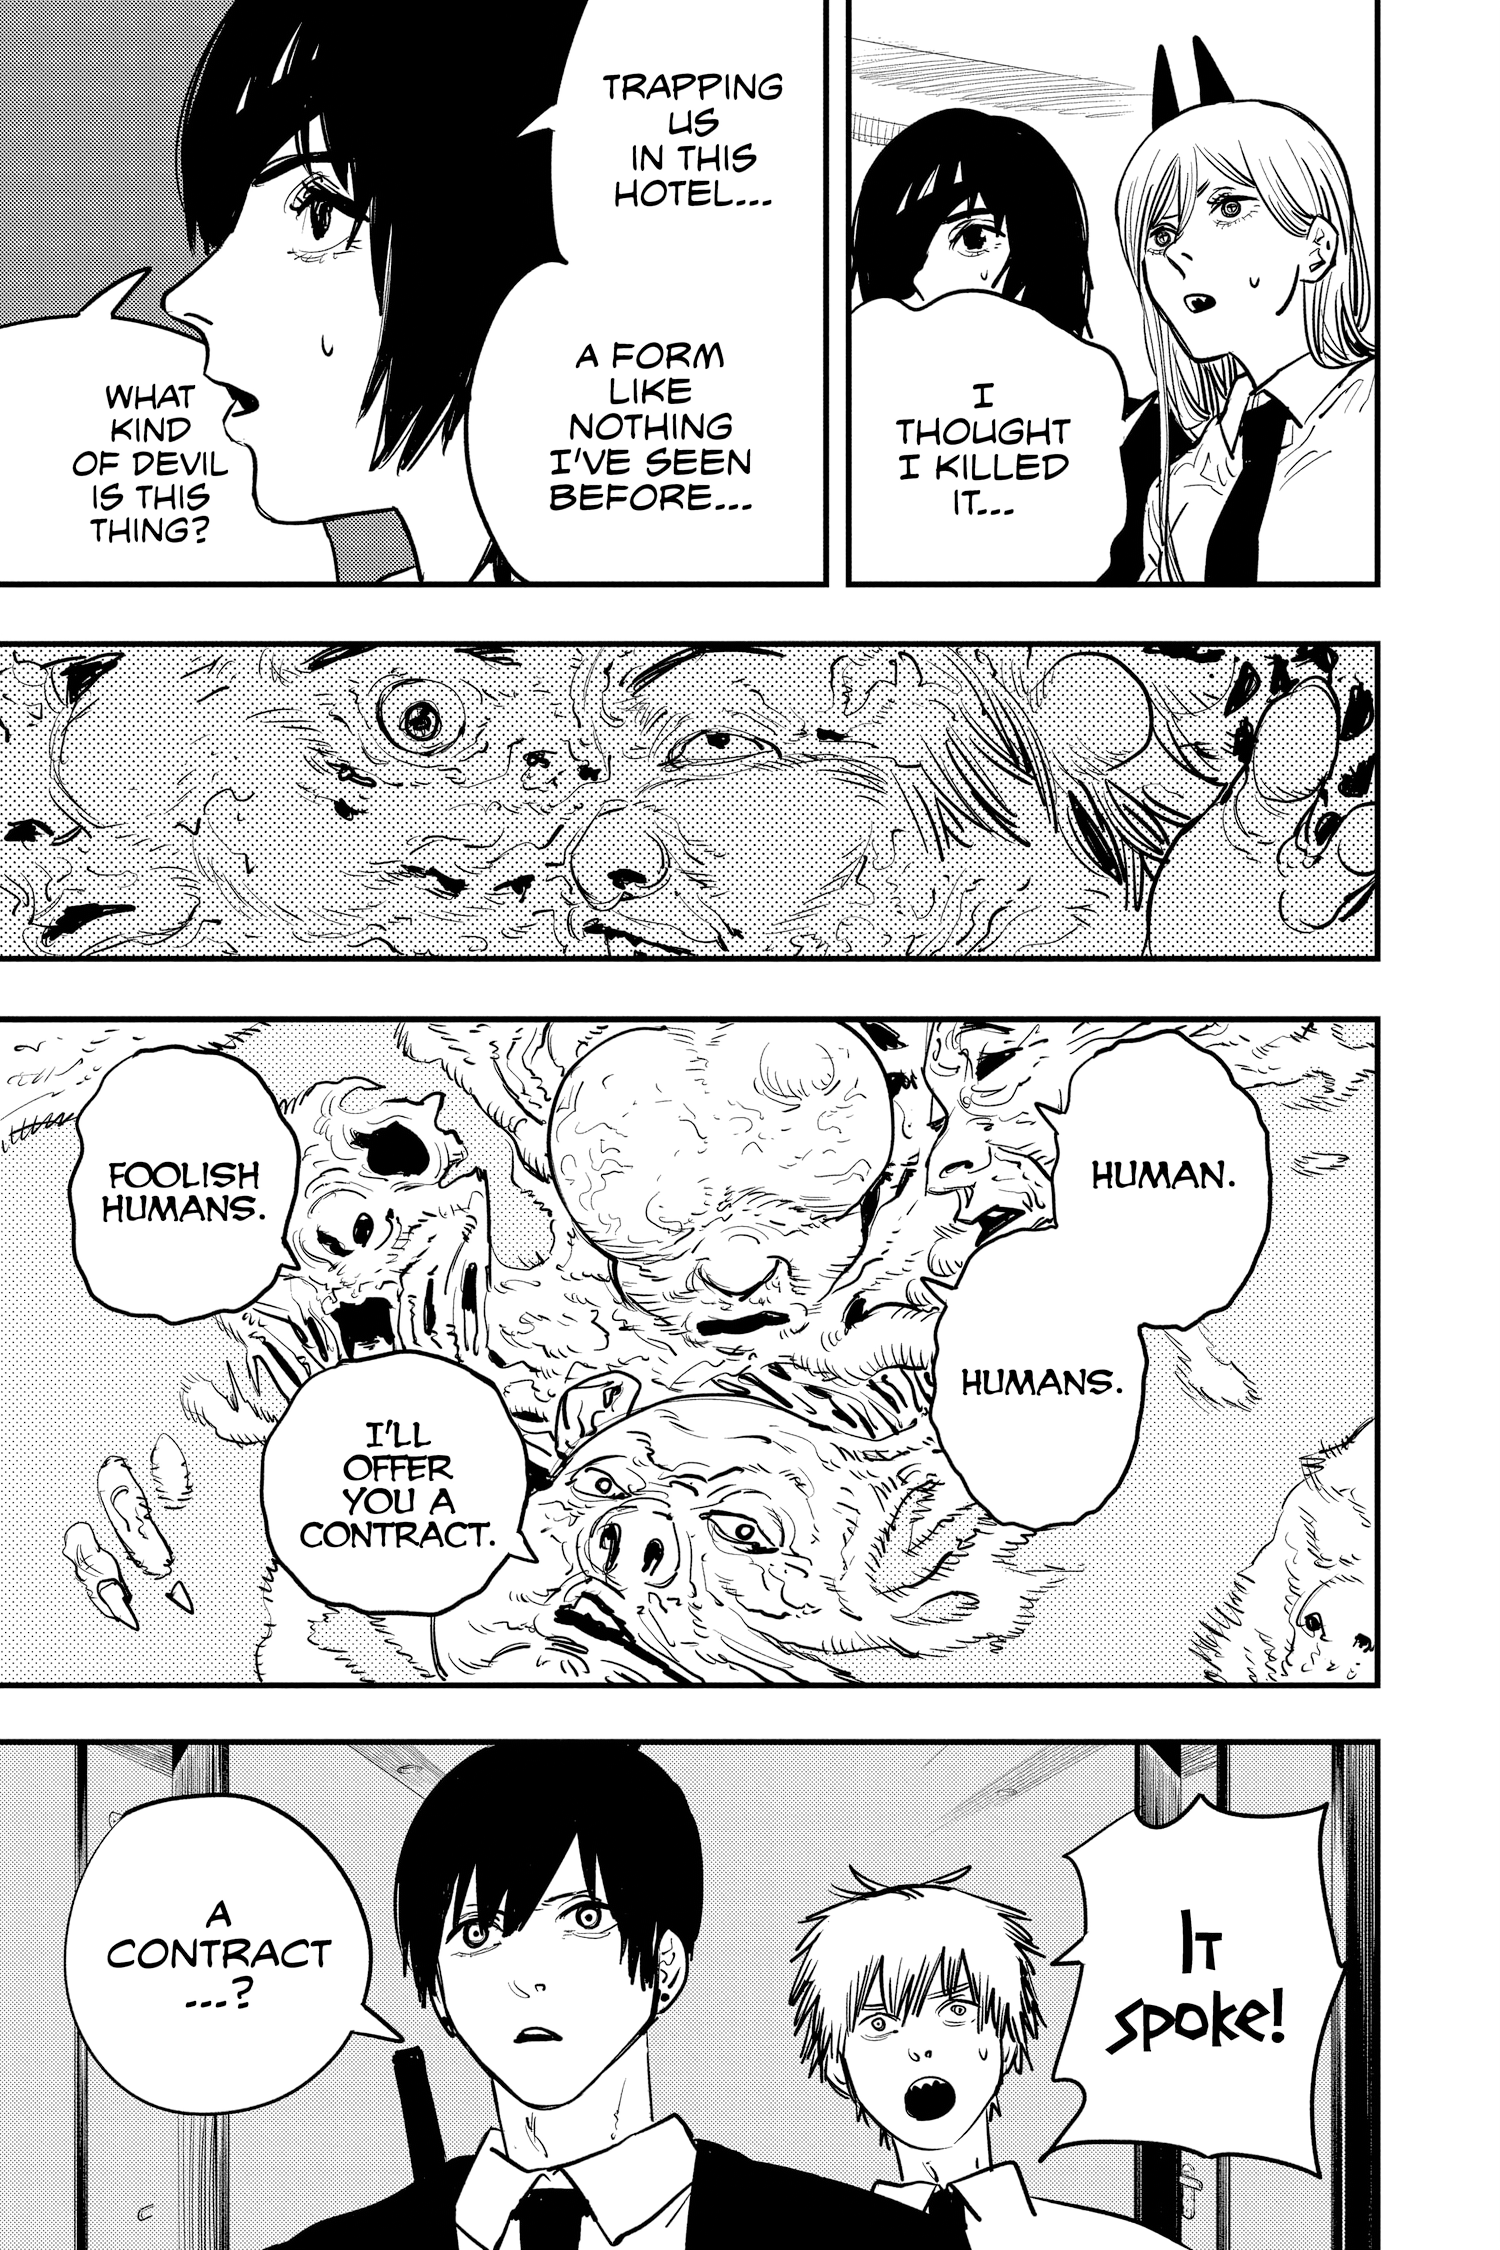 I
THOUGHT
I KILLED
IT...
TRAPPING
US
IN THIS
HOTEL...
A FORM
LIKE
NOTHING
I'VE SEEN
BEFORE...
WHAT
KIND
OF DEVIL
IS THIS
THING?
HUMAN.
HUMANS.
FOOLISH
HUMANS.
I'LL
OFFER
YOU A
CONTRACT.
IT
SPOKE!
A
CONTRACT
...?